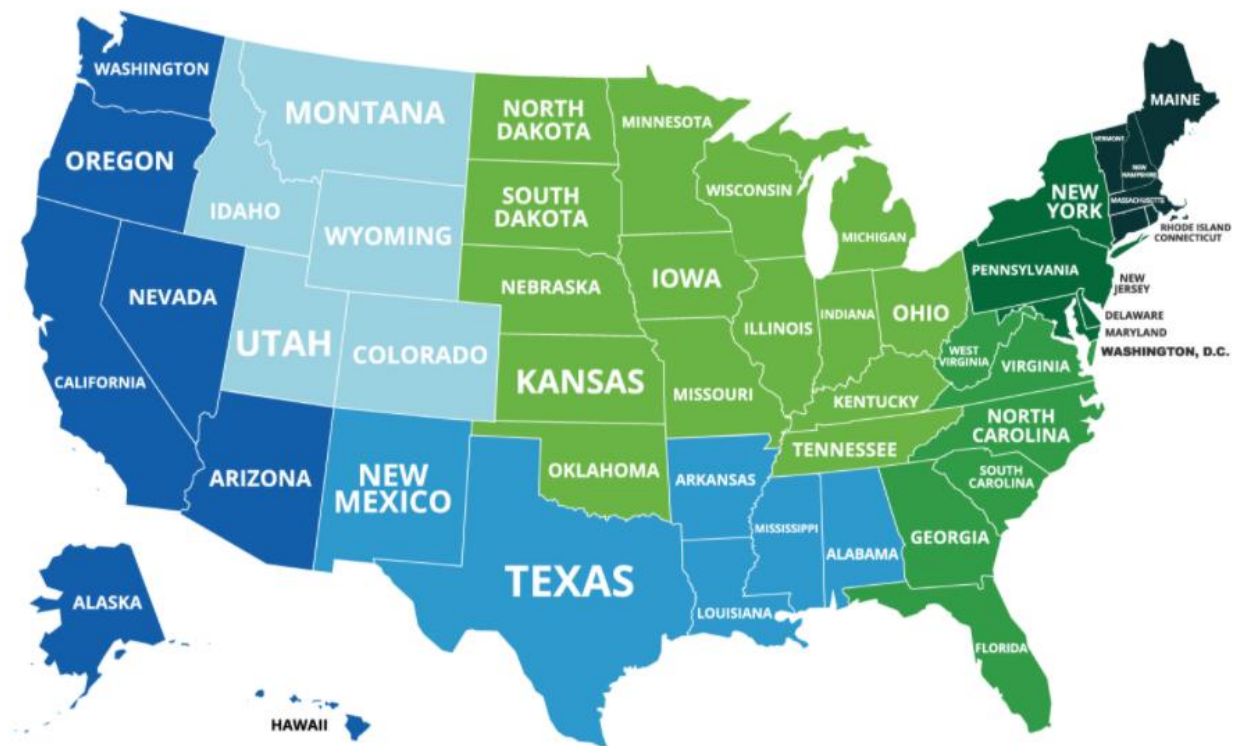 WASHINGTON
MONTANA
NORTH
DAKOTA
MINNESOTA
MAINE
VERMONT
NEW
HAMPSHIRE
MASSACHUSETTS
RHODE ISLAND
CONNECTICUT
OREGON
IDAHO
WYOMING
SOUTH
DAKOTA
WISCONSIN
MICHIGAN
NEW
YORK
PENNSYLVANIA
NEW
JERSEY
DELAWARE
MARYLAND
WASHINGTON, D.C.
NEVADA
UTAH
COLORADO
NEBRASKA
IOWA
ILLINOIS
INDIANA
OHIO
WEST
VIRGINIA
VIRGINIA
CALIFORNIA
KANSAS
MISSOURI
KENTUCKY
NORTH
CAROLINA
TENNESSEE
SOUTH
CAROLINA
ARIZONA
NEW
MEXICO
OKLAHOMA
ARKANSAS
MISSISSIPPI
ALABAMA
GEORGIA
TEXAS
LOUISIANA
FLORIDA
ALASKA
HAWAII